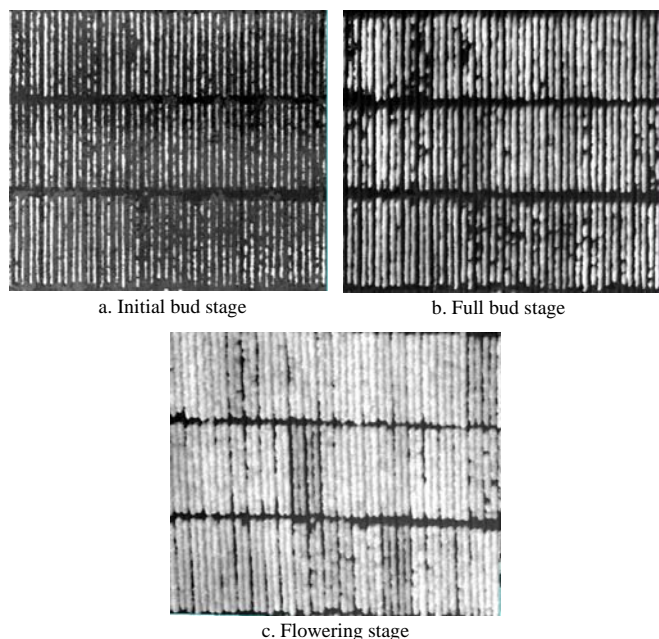 a. Initial bud stage
b. Full bud stage
c. Flowering stage